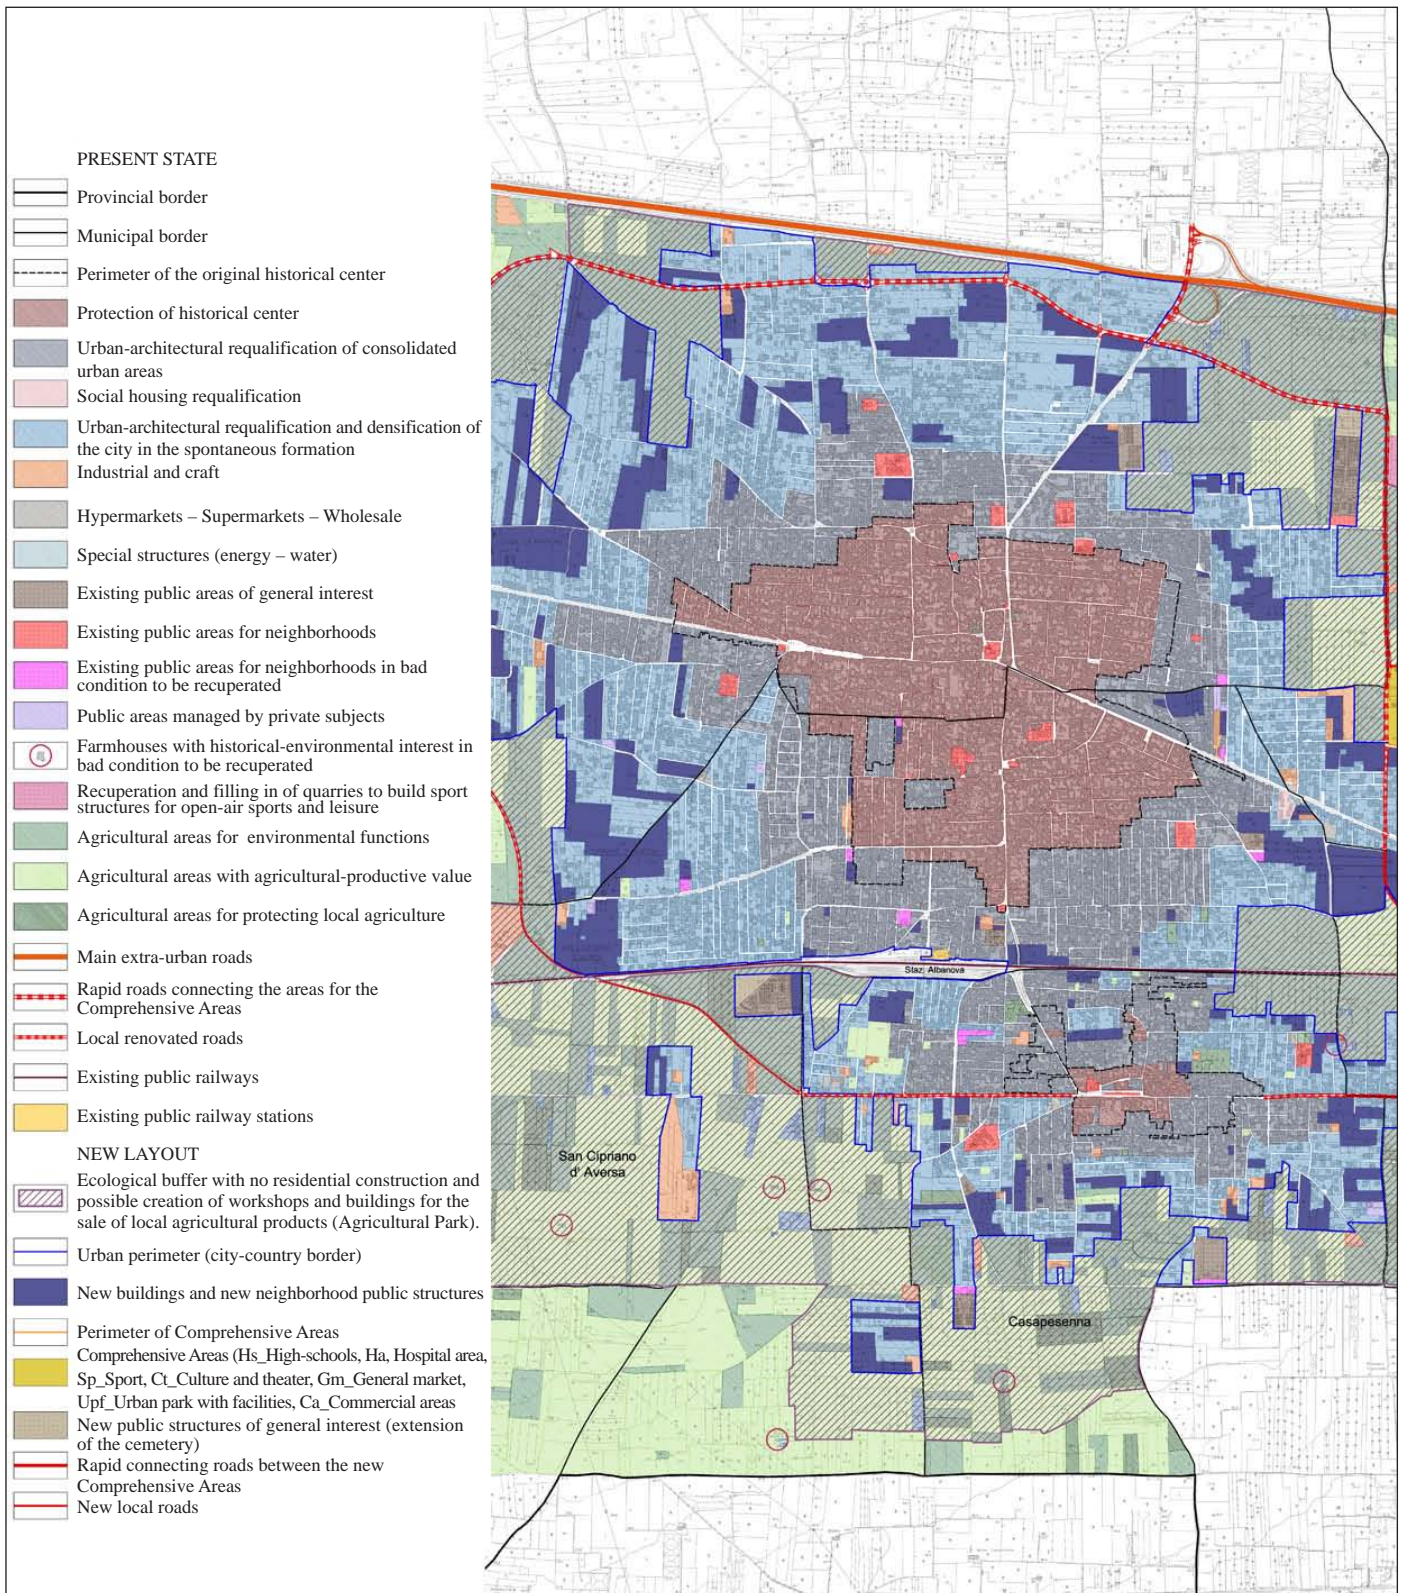 PRESENT STATE
Provincial border
Municipal border
Perimeter of the original historical center
Protection of historical center
Urban-architectural requalification of consolidated
urban areas
Social housing requalification
Urban-architectural requalification and densification of
the city in the spontaneous formation
Industrial and craft
Hypermarkets – Supermarkets – Wholesale
Special structures (energy – water)
Existing public areas of general interest
Existing public areas for neighborhoods
Existing public areas for neighborhoods in bad
condition to be recuperated
Public areas managed by private subjects
Farmhouses with historical-environmental interest in
bad condition to be recuperated
Recuperation and filling in of quarries to build sport
structures for open-air sports and leisure
Agricultural areas for environmental functions
Agricultural areas with agricultural-productive value
Agricultural areas for protecting local agriculture
Main extra-urban roads
Rapid roads connecting the areas for the
Comprehensive Areas
Local renovated roads
Existing public railways
Existing public railway stations
NEW LAYOUT
Ecological buffer with no residential construction and
possible creation of workshops and buildings for the
sale of local agricultural products (Agricultural Park).
Urban perimeter (city-country border)
New buildings and new neighborhood public structures
Perimeter of Comprehensive Areas
Comprehensive Areas (Hs_High-schools, Ha, Hospital area,
Sp_Sport, Ct_Culture and theater, Gm_General market,
Upf_Urban park with facilities, Ca_Commercial areas
New public structures of general interest (extension
of the cemetery)
Rapid connecting roads between the new
Comprehensive Areas
New local roads
Staz. Albanova
San Cipriano
d' Aversa
Casapesenna